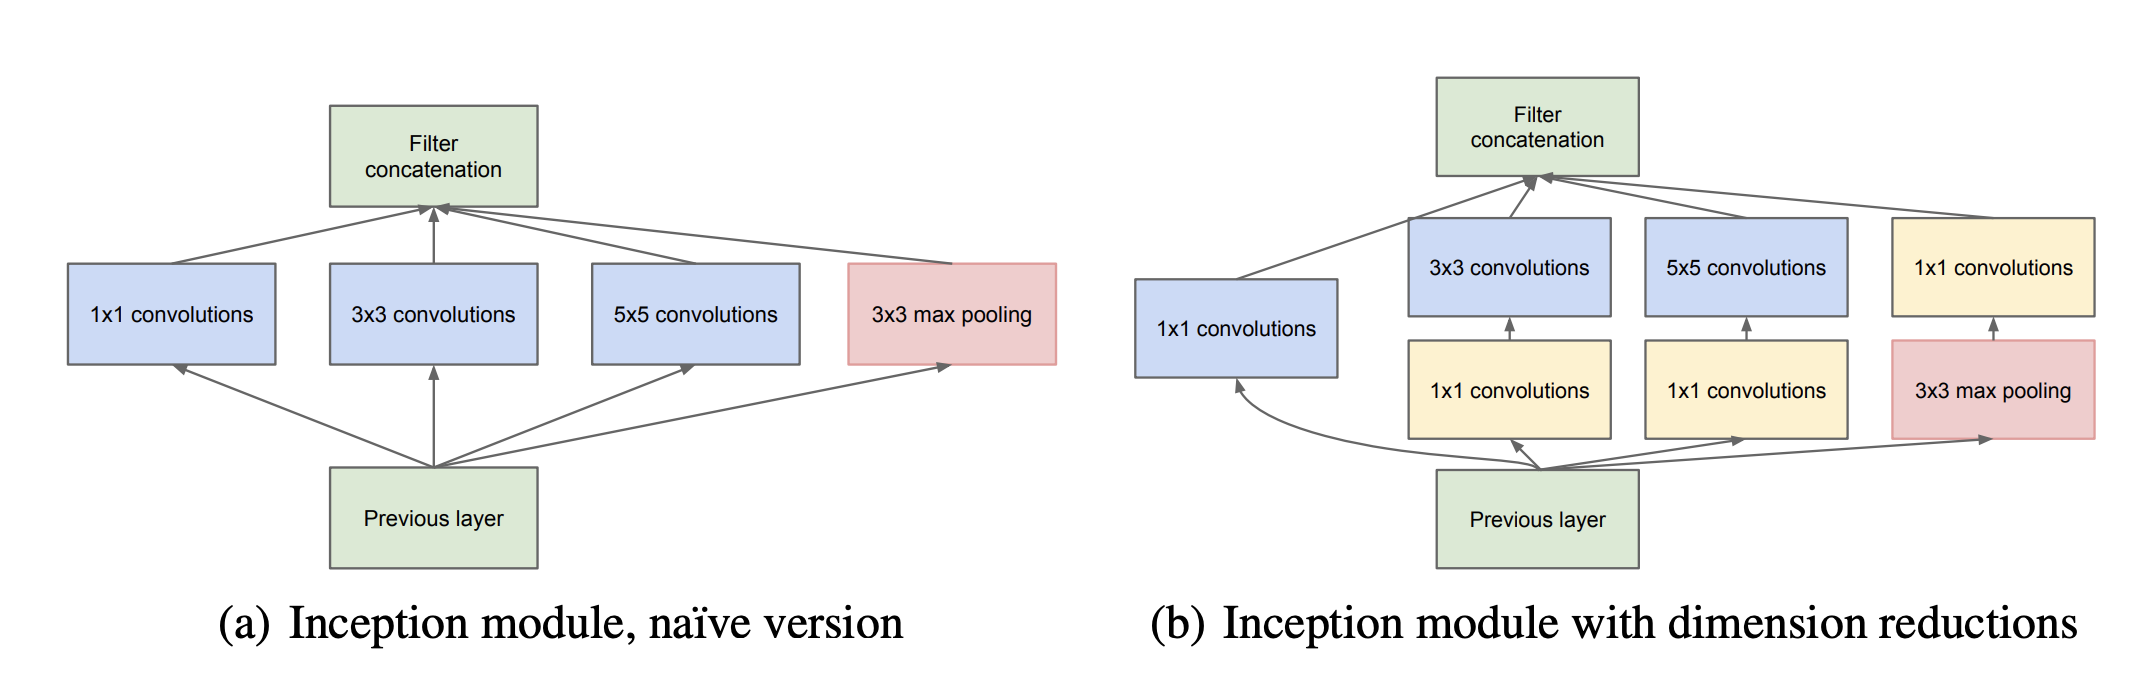 Filter
concatenation
1x1 convolutions
3x3 convolutions
5x5 convolutions
3x3 max pooling
Previous layer
(a) Inception module, naïve version
Filter
concatenation
3x3 convolutions
5x5 convolutions
1x1 convolutions
1x1 convolutions
1x1 convolutions
1x1 convolutions
3x3 max pooling
Previous layer
(b) Inception module with dimension reductions